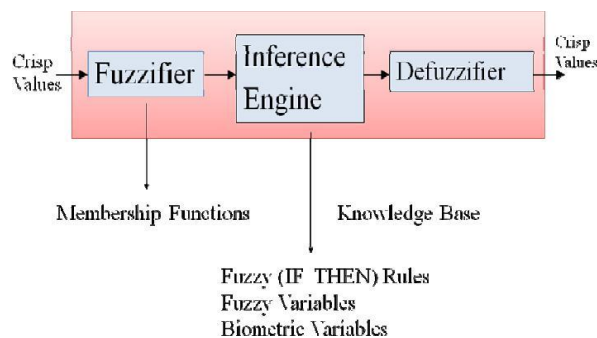 Crisp
Values
Fuzzifier
Inference
Engine
Defuzzifier
Crisp
Values
Membership Functions
Knowledge Base
Fuzzy (IF THEN) Rules
Fuzzy Variables
Biometric Variables